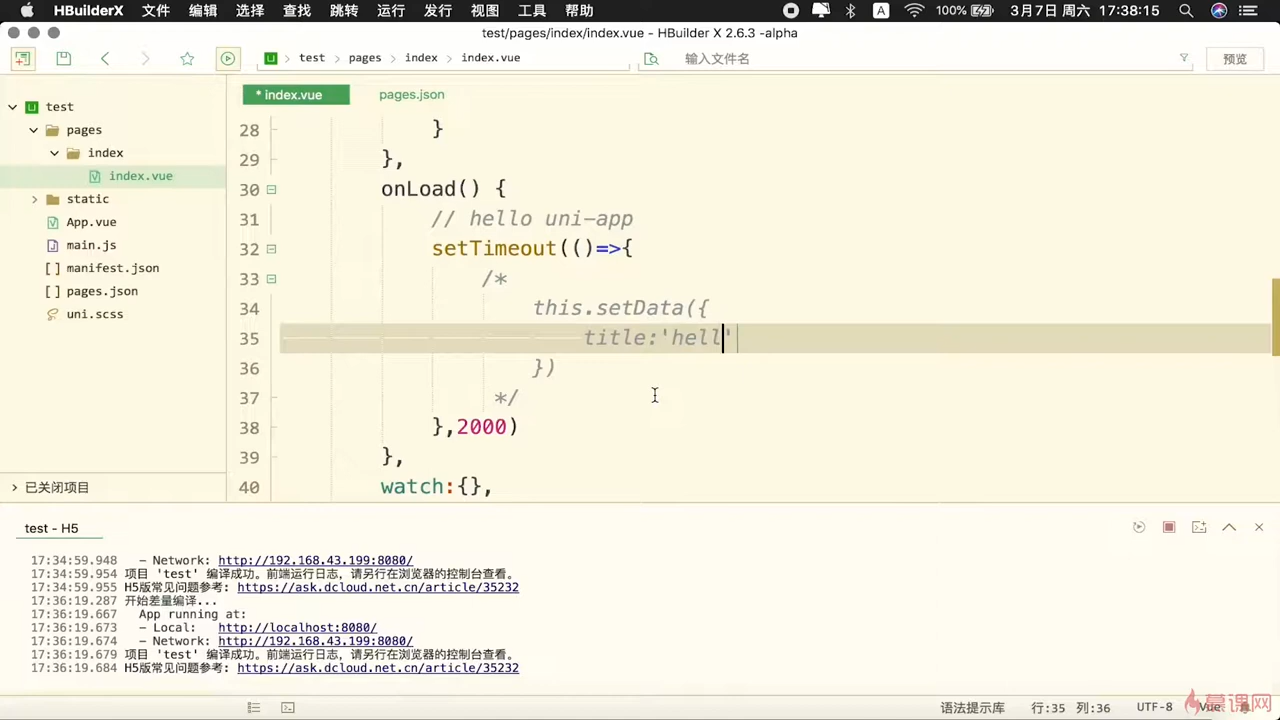 HBuilderX 文件 编辑 选择 查找 跳转 运行 发行 视图 工具 帮助 A 100% 3月7日 周六 17:38:15
test/pages/index/index.vue - HBuilder X 2.6.3 -alpha
test pages index index.vue 输入文件名 预览
test
pages
index
index.vue
static
App.vue
main.js
manifest.json
pages.json
uni.scss
已关闭项目
* index.vue pages.json
28 }
29 },
30 onLoad() {
31 // hello uni-app
32 setTimeout(()=>{
33 /*
34 this.setData({
35 title:'hell'
36 })
37 */
38 },2000)
39 },
40 watch:{},
test - H5
17:34:59.948 - Network: http://192.168.43.199:8080/
17:34:59.954 项目 'test' 编译成功。前端运行日志，请另行在浏览器的控制台查看。
17:34:59.955 H5版常见问题参考: https://ask.dcloud.net.cn/article/35232
17:36:19.287 开始差量编译...
17:36:19.667 App running at:
17:36:19.673 - Local: http://localhost:8080/
17:36:19.674 - Network: http://192.168.43.199:8080/
17:36:19.679 项目 'test' 编译成功。前端运行日志，请另行在浏览器的控制台查看。
17:36:19.684 H5版常见问题参考: https://ask.dcloud.net.cn/article/35232
语法提示库 行:35 列:36 UTF-8 Vue
慕课网